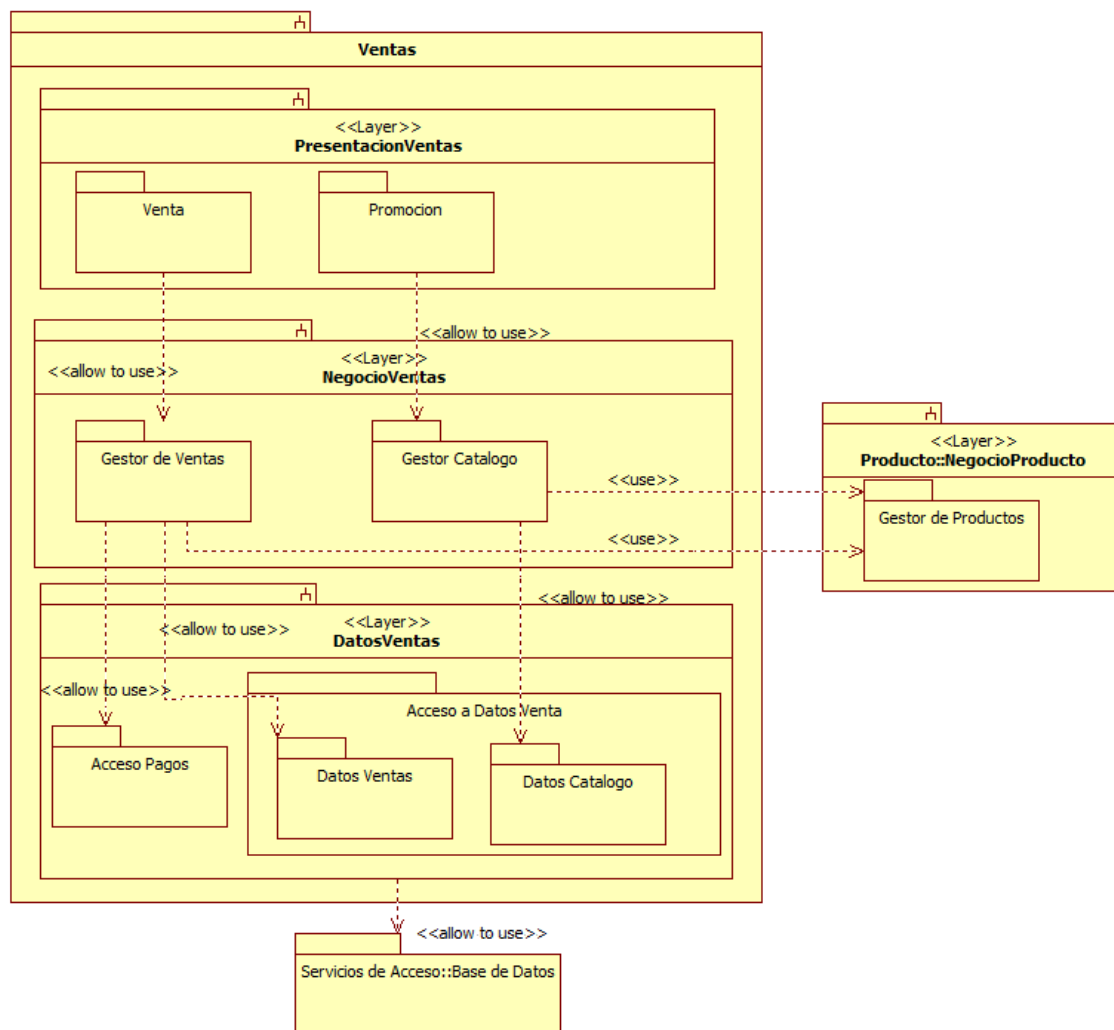 Ventas
<<Layer>>
PresentacionVentas
Venta
Promocion
<<allow to use>>
<<Layer>>
<<allow to use>>
NegocioVentas
Gestor de Ventas
Gestor Catalogo
<<Layer>>
Producto::NegocioProducto
<<use>>
Gestor de Productos
<<use>>
<<allow to use>>
<<Layer>>
<<allow to use>>
DatosVentas
<<allow to use>>
Acceso a Datos Venta
Acceso Pagos
Datos Ventas
Datos Catalogo
<<allow to use>>
Servicios de Acceso::Base de Datos